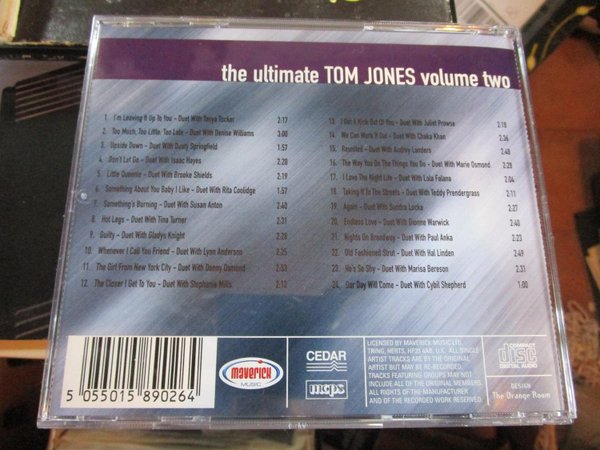 the ultimate TOM JONES volume two
1. I'm Leaving It Up To You – Duet With Tanya Tucker 2:17
2. Too Much, Too Little, Too Late – Duet With Denise Williams 3:00
3. Upside Down – Duet With Dusty Springfield 1:57
4. Don't Let Go – Duet With Isaac Hayes 2:28
5. Little Queenie – Duet With Brooke Shields 2:19
6. Something About You Baby I Like – Duet With Rita Coolidge 1:57
7. Something's Burning – Duet With Susan Anton 2:40
8. Hot Legs – Duet With Tina Turner 2:31
9. Guilty – Duet With Gladys Knight 2:28
10. Whenever I Call You Friend – Duet With Lynn Anderson 2:25
11. The Girl From New York City – Duet With Donny Osmond 2:53
12. The Closer I Get To You – Duet With Stephanie Mills 2:13
13. I Get A Kick Out Of You – Duet With Juliet Prowse 2:18
14. We Can Work It Out – Duet With Chaka Khan 2:36
15. Resolved – Duet With Audrey Landers 2:48
16. The Way You Do The Things You Do – Duet With Marie Osmond 2:28
17. I Love The Night Life – Duet With Lola Falana 2:04
18. Taking It To The Streets – Duet With Teddy Prendergrass 2:11
19. Again – Duet With Sondra Locke 2:27
20. Endless Love – Duet With Dionne Warwick 2:40
21. Nights On Broadway – Duet With Paul Anka 2:23
22. Old Fashioned Strut – Duet With Hal Linden 2:49
23. He's So Shy – Duet With Marisa Bereson 2:31
24. Our Day Will Come – Duet With Cybil Shepherd 1:00
5 055015 890264
maverick
MUSIC
CEDAR
mcps
LICENSED BY MAVERICK MUSIC LTD.
TRING, HERTS, HP23 4AB, U.K. ALL SINGLE
ARTIST TRACKS ARE BY THE ORIGINAL
ARTIST BUT MAY BE RE-RECORDED.
TRACKS FEATURING GROUPS MAY NOT
INCLUDE ALL OF THE ORIGINAL MEMBERS.
ALL RIGHTS OF THE MANUFACTURER
AND OF THE RECORDED WORK RESERVED.
COMPACT
disc
DIGITAL AUDIO
DESIGN
The Orange Room